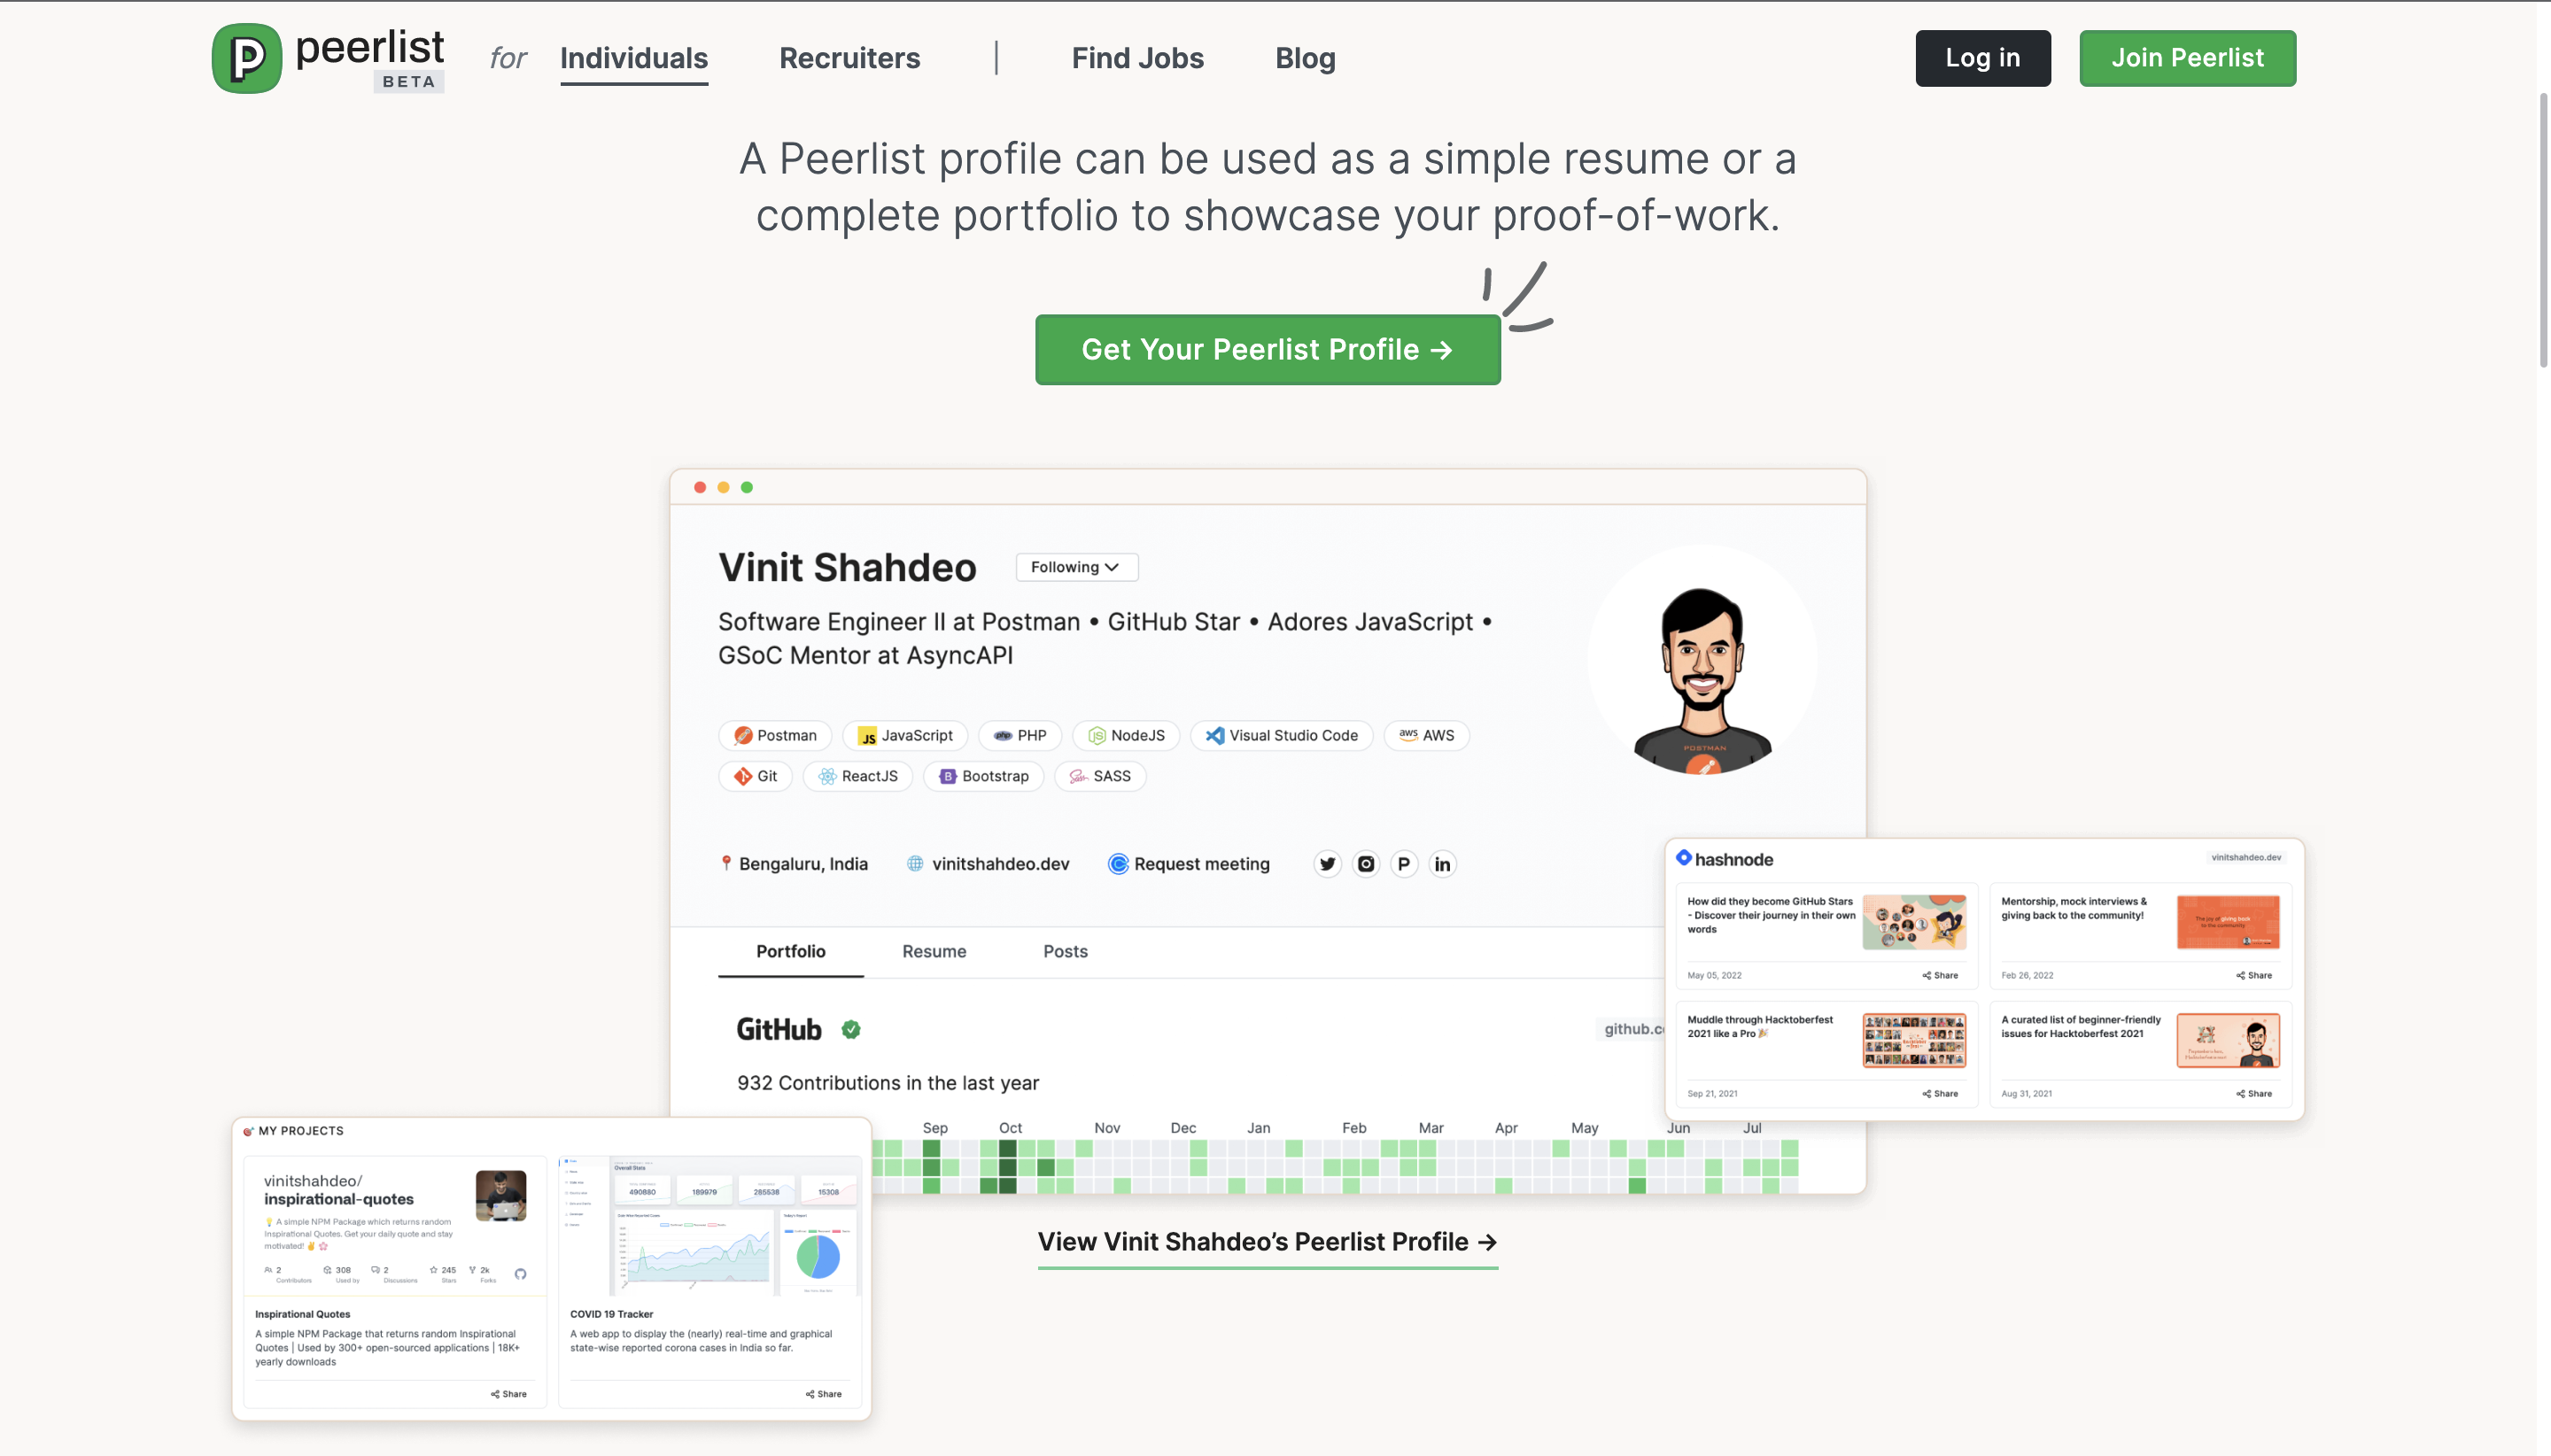 peerlist
BETA
for
Individuals
Recruiters
Find Jobs
Blog
Log in
Join Peerlist
A Peerlist profile can be used as a simple resume or a
complete portfolio to showcase your proof-of-work.
Get Your Peerlist Profile →
Vinit Shahdeo
Following
Software Engineer II at Postman • GitHub Star • Adores JavaScript •
GSoC Mentor at AsyncAPI
Postman
JavaScript
PHP
NodeJS
Visual Studio Code
AWS
Git
ReactJS
Bootstrap
SASS
POSTMAN
Bengaluru, India
vinitshahdeo.dev
Request meeting
Portfolio
Resume
Posts
GitHub
github.c
932 Contributions in the last year
Sep Oct Nov Dec Jan Feb Mar Apr May Jun Jul
hashnode
vinitshahdeo.dev
How did they become GitHub Stars
- Discover their journey in their own
words
May 05, 2022
Share
Mentorship, mock interviews &
giving back to the community!
The joy of giving back
to the community
Feb 26, 2022
Share
Muddle through Hacktoberfest
2021 like a Pro 🎉
Sep 21, 2021
Share
A curated list of beginner-friendly
issues for Hacktoberfest 2021
Aug 31, 2021
Share
MY PROJECTS
vinitshahdeo/
inspirational-quotes
💡 A simple NPM Package which returns random
Inspirational Quotes. Get your daily quote and stay
motivated! ✌️ 🌸
2
Contributors
308
Used by
2
Discussions
245
Stars
2k
Forks
Inspirational Quotes
A simple NPM Package that returns random Inspirational
Quotes | Used by 300+ open-sourced applications | 18K+
yearly downloads
Share
Overall Stats
490880
189979
285538
15308
COVID 19 Tracker
A web app to display the (nearly) real-time and graphical
state-wise reported corona cases in India so far.
Share
View Vinit Shahdeo’s Peerlist Profile →